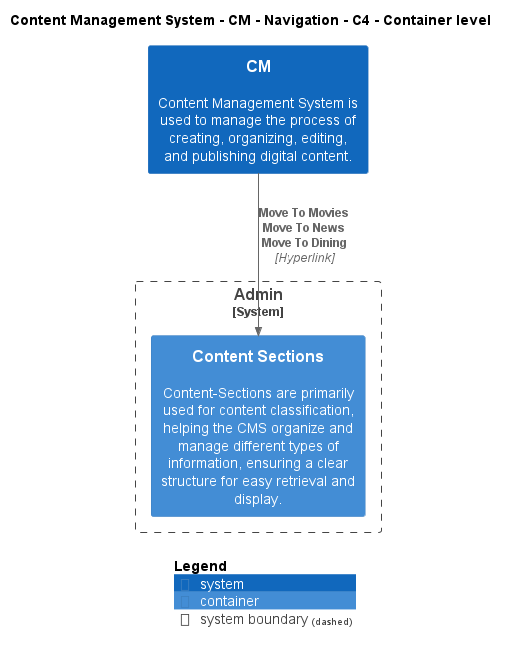 Content Management System - CM - Navigation - C4 - Container level
CM
Content Management System is
used to manage the process of
creating, organizing, editing,
and publishing digital content.
Move To Movies
Move To News
Move To Dining
[Hyperlink]
Admin
[System]
Content Sections
Content-Sections are primarily
used for content classification,
helping the CMS organize and
manage different types of
information, ensuring a clear
structure for easy retrieval and
display.
Legend
system
container
system boundary (dashed)